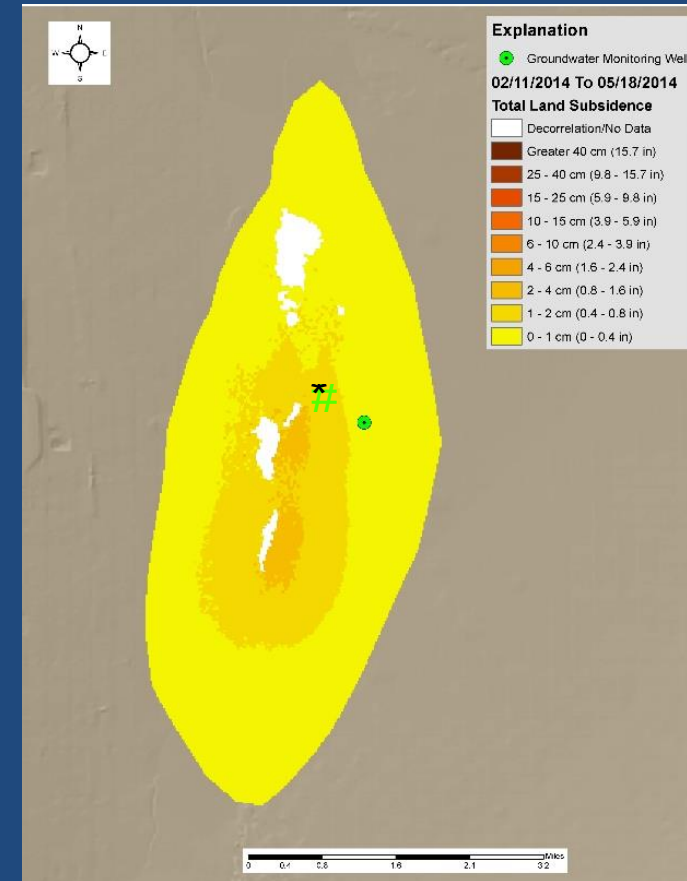 N
W E
S
Explanation
Groundwater Monitoring Well
02/11/2014 To 05/18/2014
Total Land Subsidence
Decorrelation/No Data
Greater 40 cm (15.7 in)
25 - 40 cm (9.8 - 15.7 in)
15 - 25 cm (5.9 - 9.8 in)
10 - 15 cm (3.9 - 5.9 in)
6 - 10 cm (2.4 - 3.9 in)
4 - 6 cm (1.6 - 2.4 in)
2 - 4 cm (0.8 - 1.6 in)
1 - 2 cm (0.4 - 0.8 in)
0 - 1 cm (0 - 0.4 in)
#
Miles
0 0.4 0.8 1.6 2.1 3.2